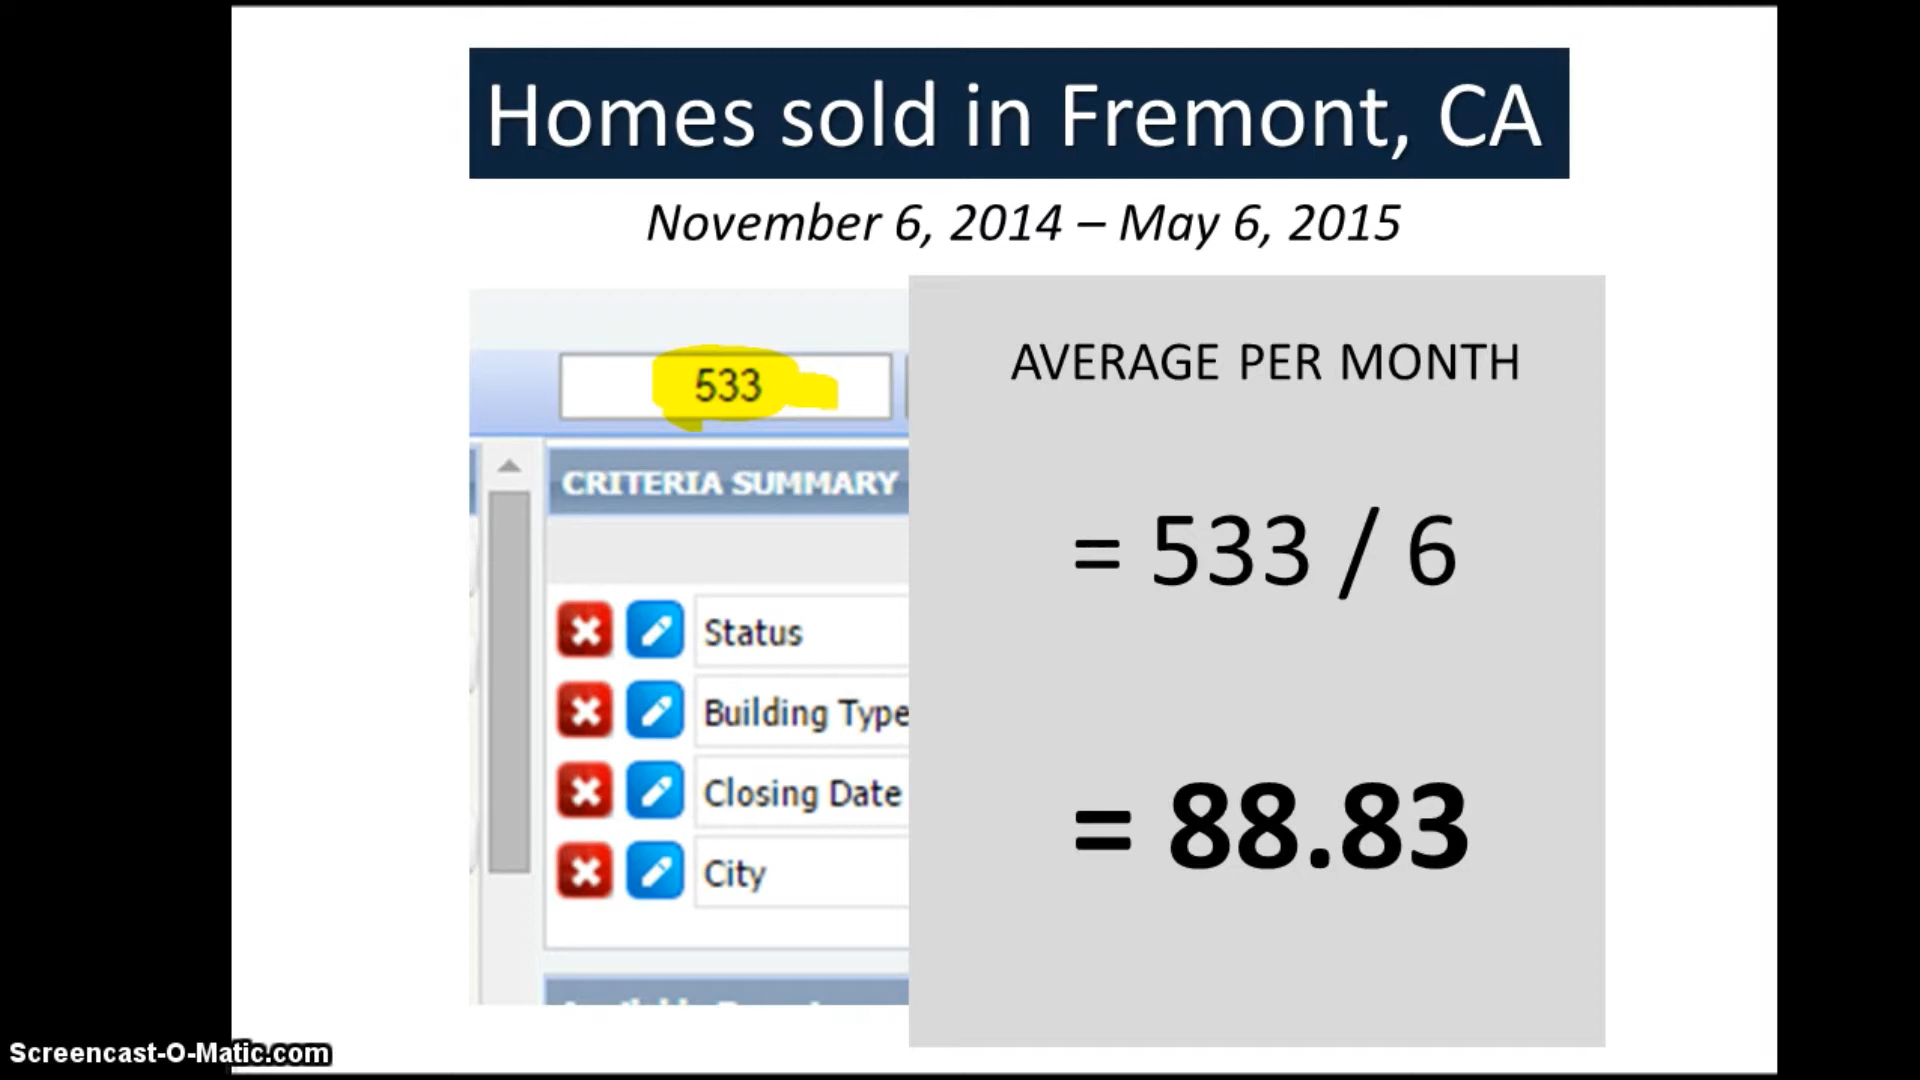 Homes sold in Fremont, CA
November 6, 2014 – May 6, 2015
533
CRITERIA SUMMARY
Status
Building Type
Closing Date
City
AVERAGE PER MONTH
= 533 / 6
= 88.83
Screencast-O-Matic.com